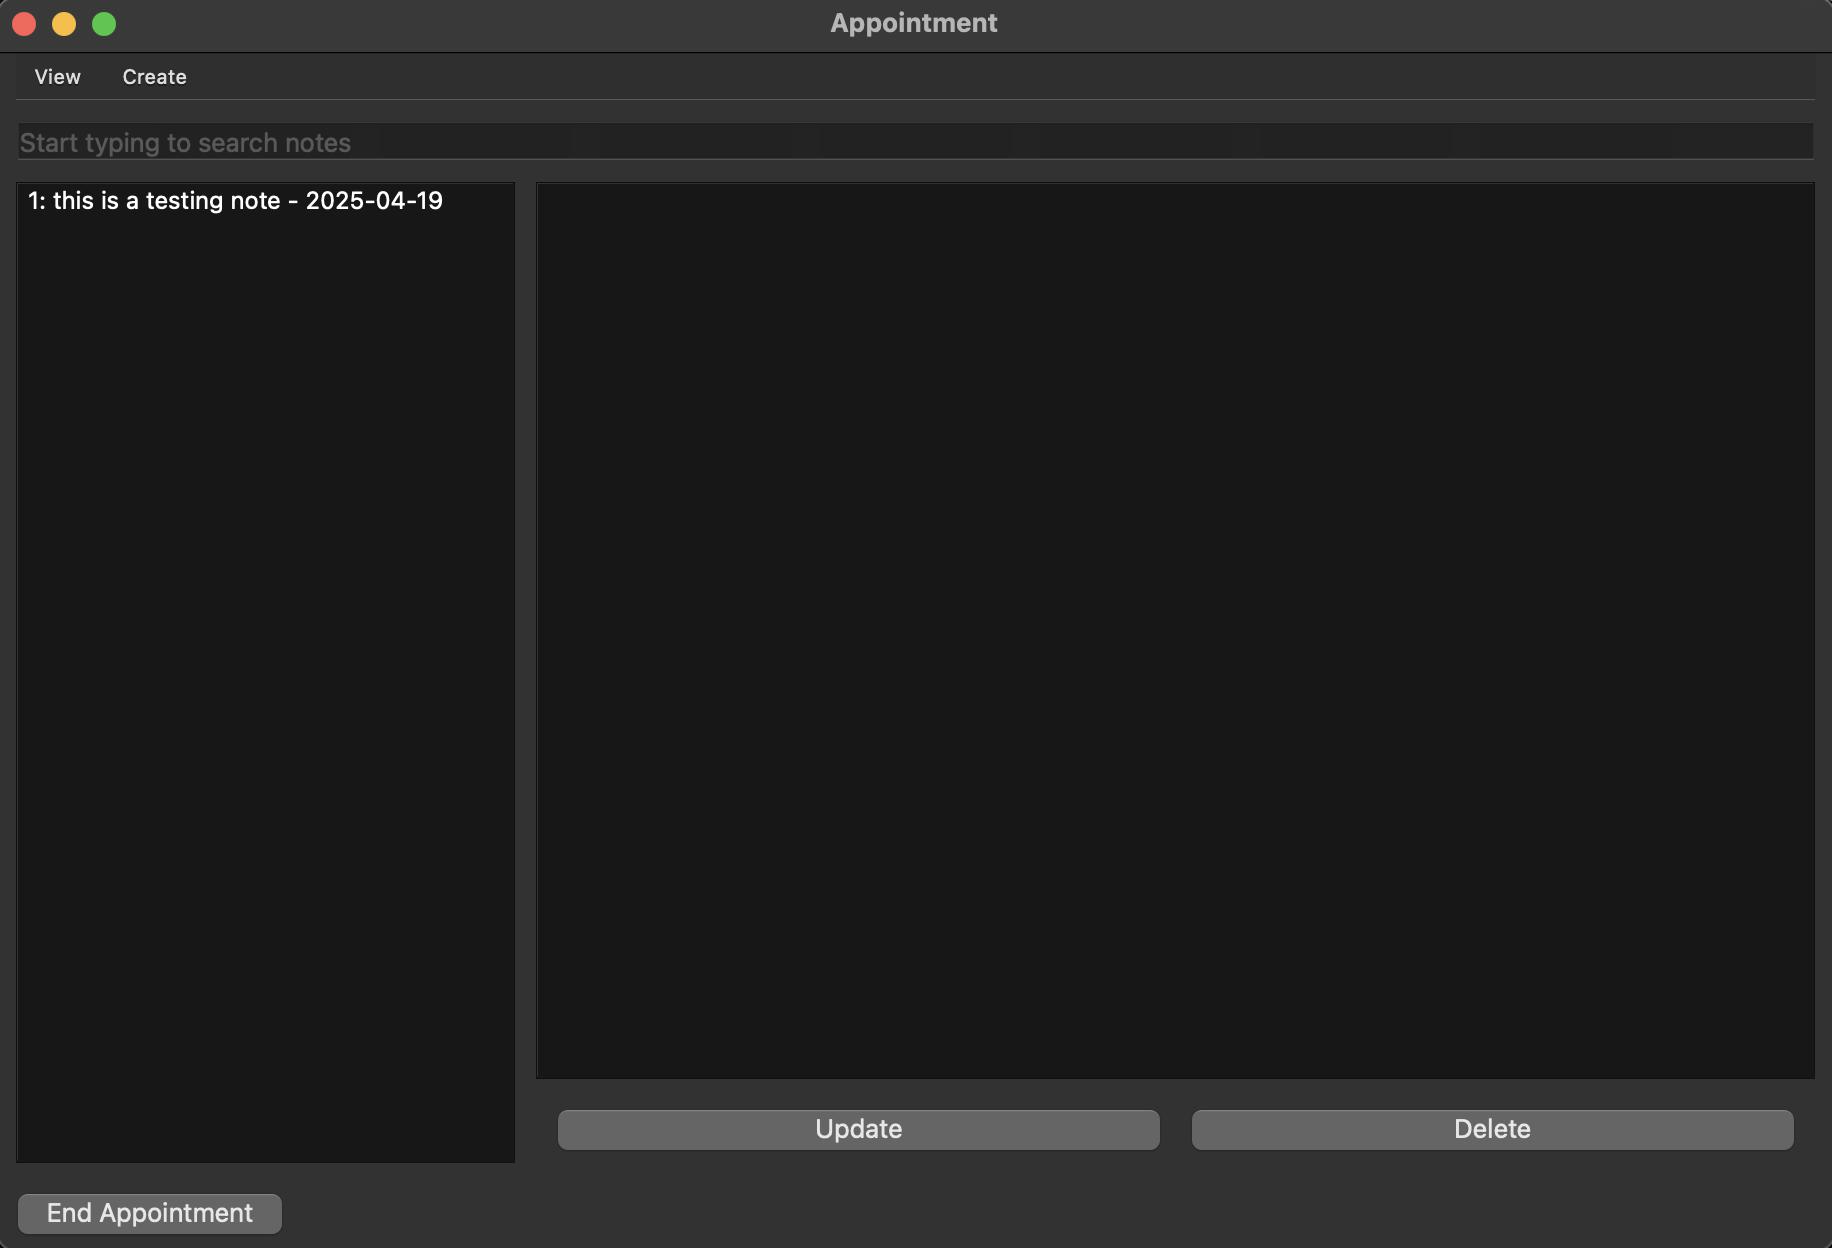 Appointment
View Create
Start typing to search notes
1: this is a testing note - 2025-04-19
Update Delete
End Appointment